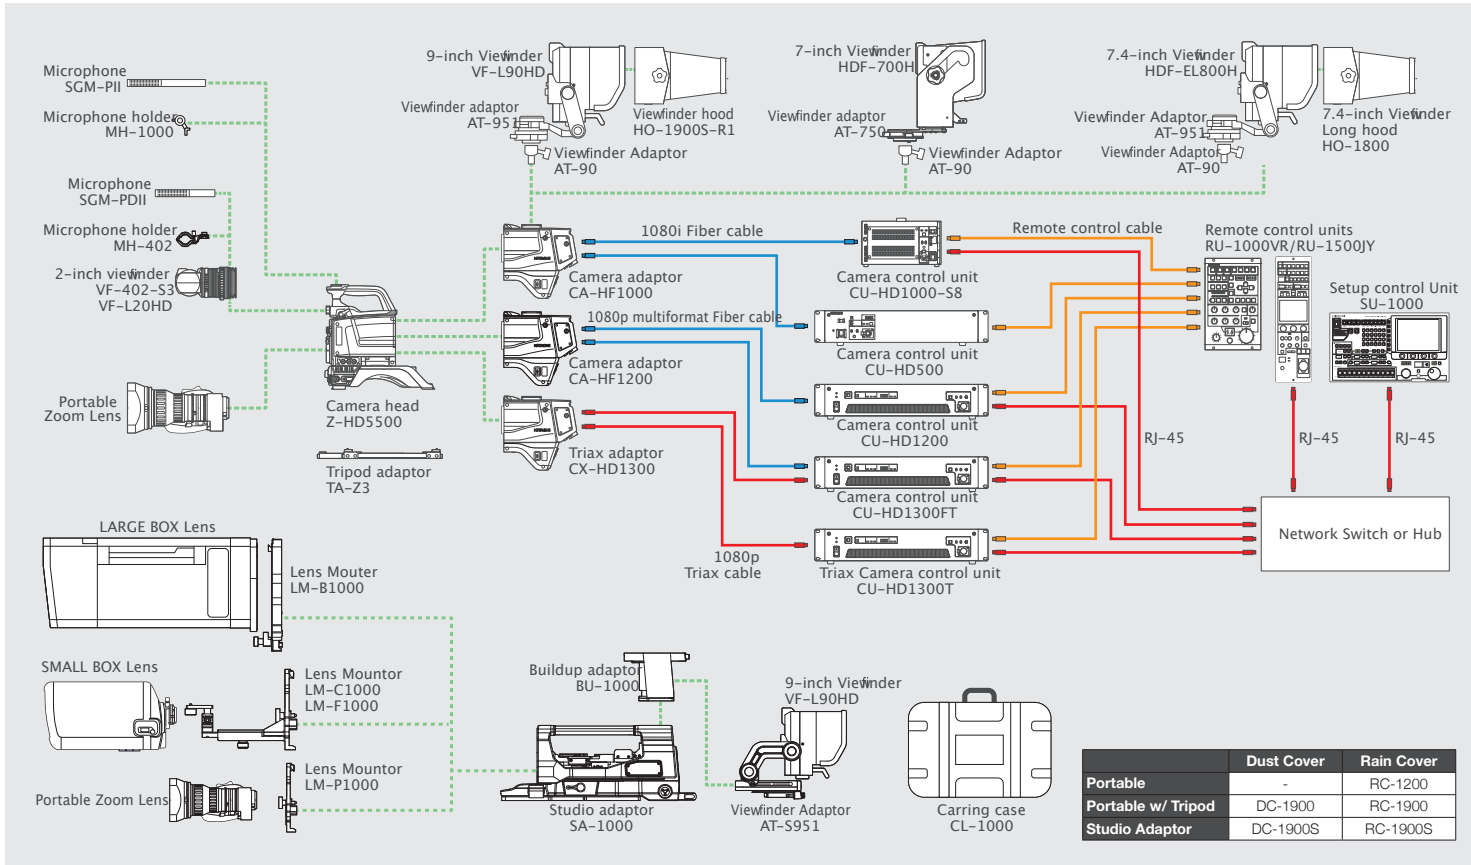 9-inch Viewfinder
VF-L90HD
7-inch Viewfinder
HDF-700H
7.4-inch Viewfinder
HDF-EL800H
Microphone
SGM-PII
Microphone holder
MH-1000
Viewfinder adaptor
AT-951
Viewfinder hood
HO-1900S-R1
Viewfinder adaptor
AT-750
Viewfinder Adaptor
AT-951
7.4-inch Viewfinder
Long hood
HO-1800
Viewfinder Adaptor
AT-90
Viewfinder Adaptor
AT-90
Viewfinder Adaptor
AT-90
Microphone
SGM-PDII
Microphone holder
MH-402
2-inch viewfinder
VF-402-S3
VF-L20HD
Portable
Zoom Lens
Camera head
Z-HD5500
Tripod adaptor
TA-Z3
1080i Fiber cable
Camera adaptor
CA-HF1000
1080p multiformat Fiber cable
Camera adaptor
CA-HF1200
Triax adaptor
CX-HD1300
1080p
Triax cable
Camera control unit
CU-HD1000-S8
Camera control unit
CU-HD500
Camera control unit
CU-HD1200
Camera control unit
CU-HD1300FT
Triax Camera control unit
CU-HD1300T
Remote control cable
Remote control units
RU-1000VR/RU-1500JY
Setup control Unit
SU-1000
RJ-45
RJ-45
RJ-45
Network Switch or Hub
LARGE BOX Lens
Lens Mouter
LM-B1000
SMALL BOX Lens
Lens Mountor
LM-C1000
LM-F1000
Portable Zoom Lens
Lens Mountor
LM-P1000
Buildup adaptor
BU-1000
Studio adaptor
SA-1000
9-inch Viewfinder
VF-L90HD
Viewfinder Adaptor
AT-S951
Carring case
CL-1000
Dust Cover Rain Cover
Portable - RC-1200
Portable w/ Tripod DC-1900 RC-1900
Studio Adaptor DC-1900S RC-1900S